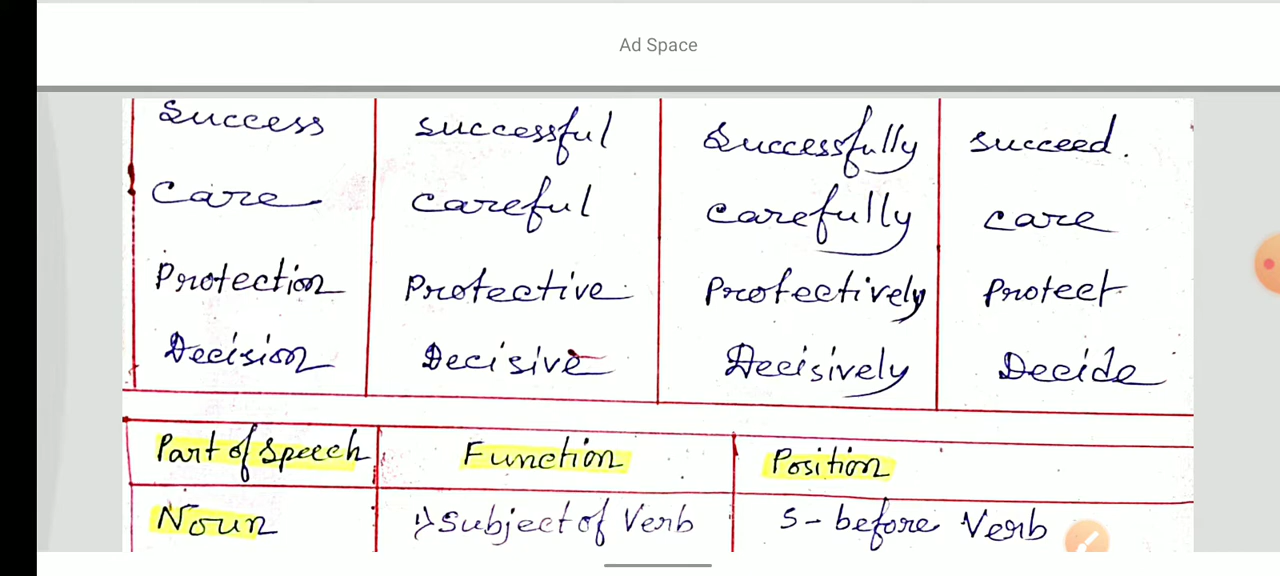 Ad Space
Success successful Successfully succeed.
Care careful carefully care
Protection Protective Protectively Protect
Decision Decisive Decisively Decide
Part of Speech Function Position
Noun 1) Subject of Verb S - before Verb